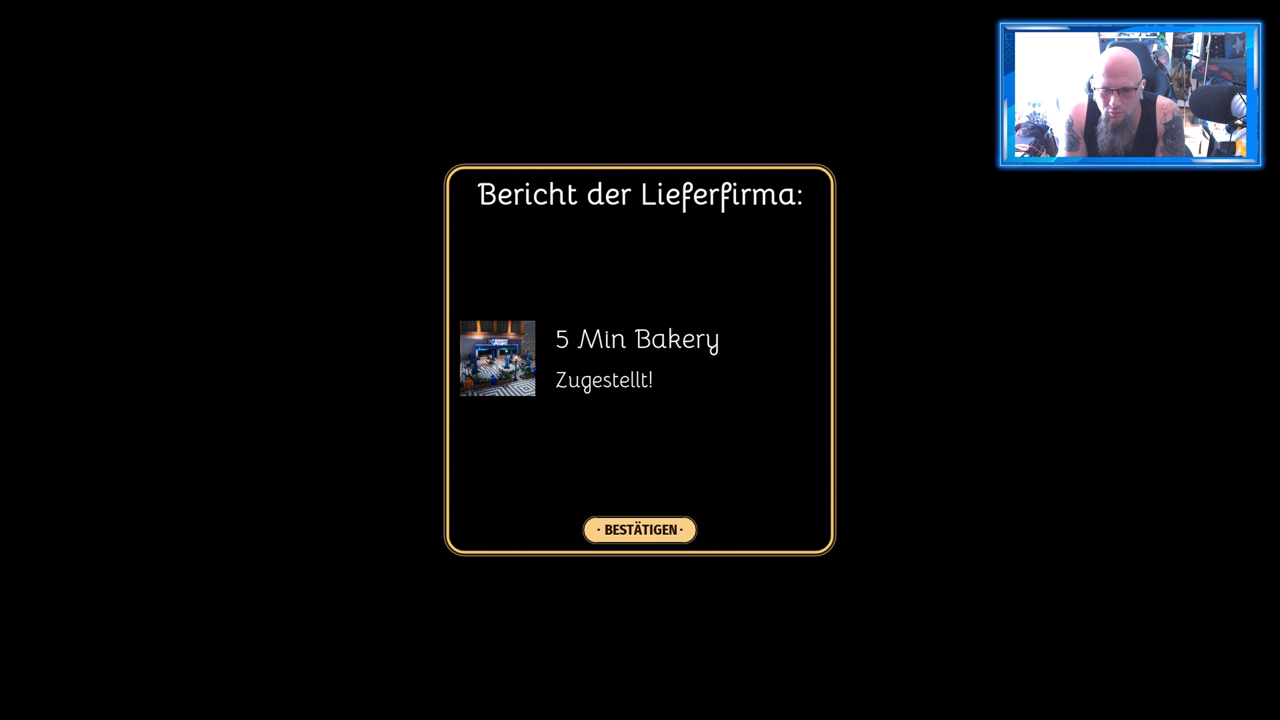 Bericht der Lieferfirma:
5 Min Bakery
Zugestellt!
· BESTÄTIGEN ·